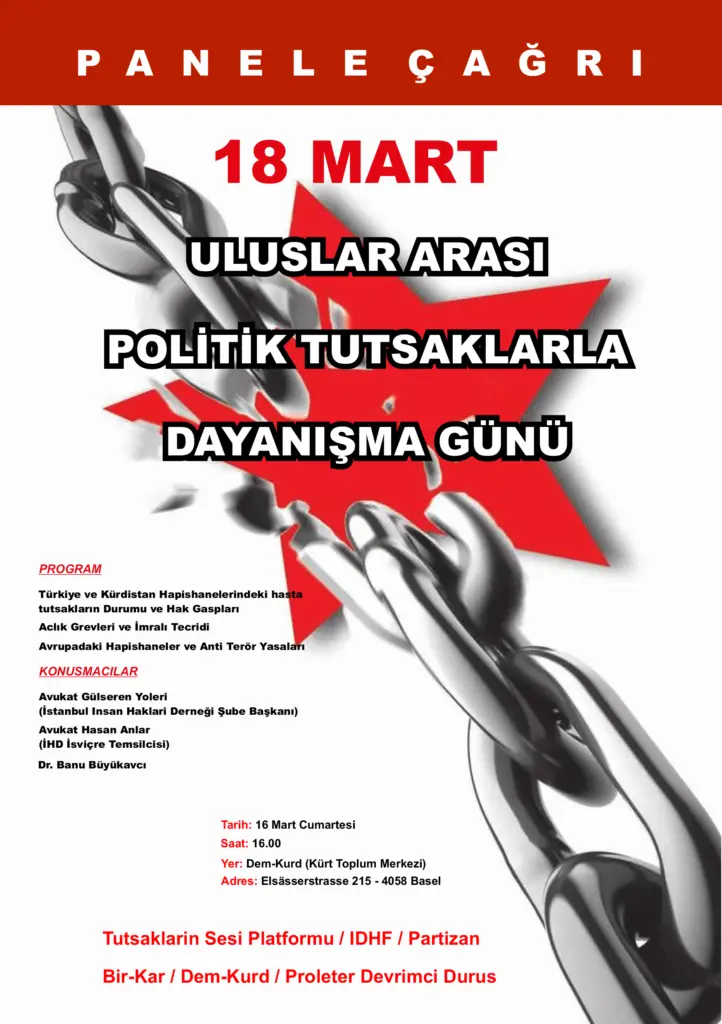 PANELE ÇAĞRI
18 MART
ULUSLAR ARASI
POLİTİK TUTSAKLARLA
DAYANIŞMA GÜNÜ
PROGRAM
Türkiye ve Kürdistan Hapishanelerindeki hasta
tutsakların Durumu ve Hak Gaspları
Aclık Grevleri ve İmralı Tecridi
Avrupadaki Hapishaneler ve Anti Terör Yasaları
KONUSMACILAR
Avukat Gülseren Yoleri
(İstanbul Insan Haklari Derneği Şube Başkanı)
Avukat Hasan Anlar
(İHD İsviçre Temsilcisi)
Dr. Banu Büyükavcı
Tarih: 16 Mart Cumartesi
Saat: 16.00
Yer: Dem-Kurd (Kürt Toplum Merkezi)
Adres: Elsässerstrasse 215 - 4058 Basel
Tutsaklarin Sesi Platformu / IDHF / Partizan
Bir-Kar / Dem-Kurd / Proleter Devrimci Durus